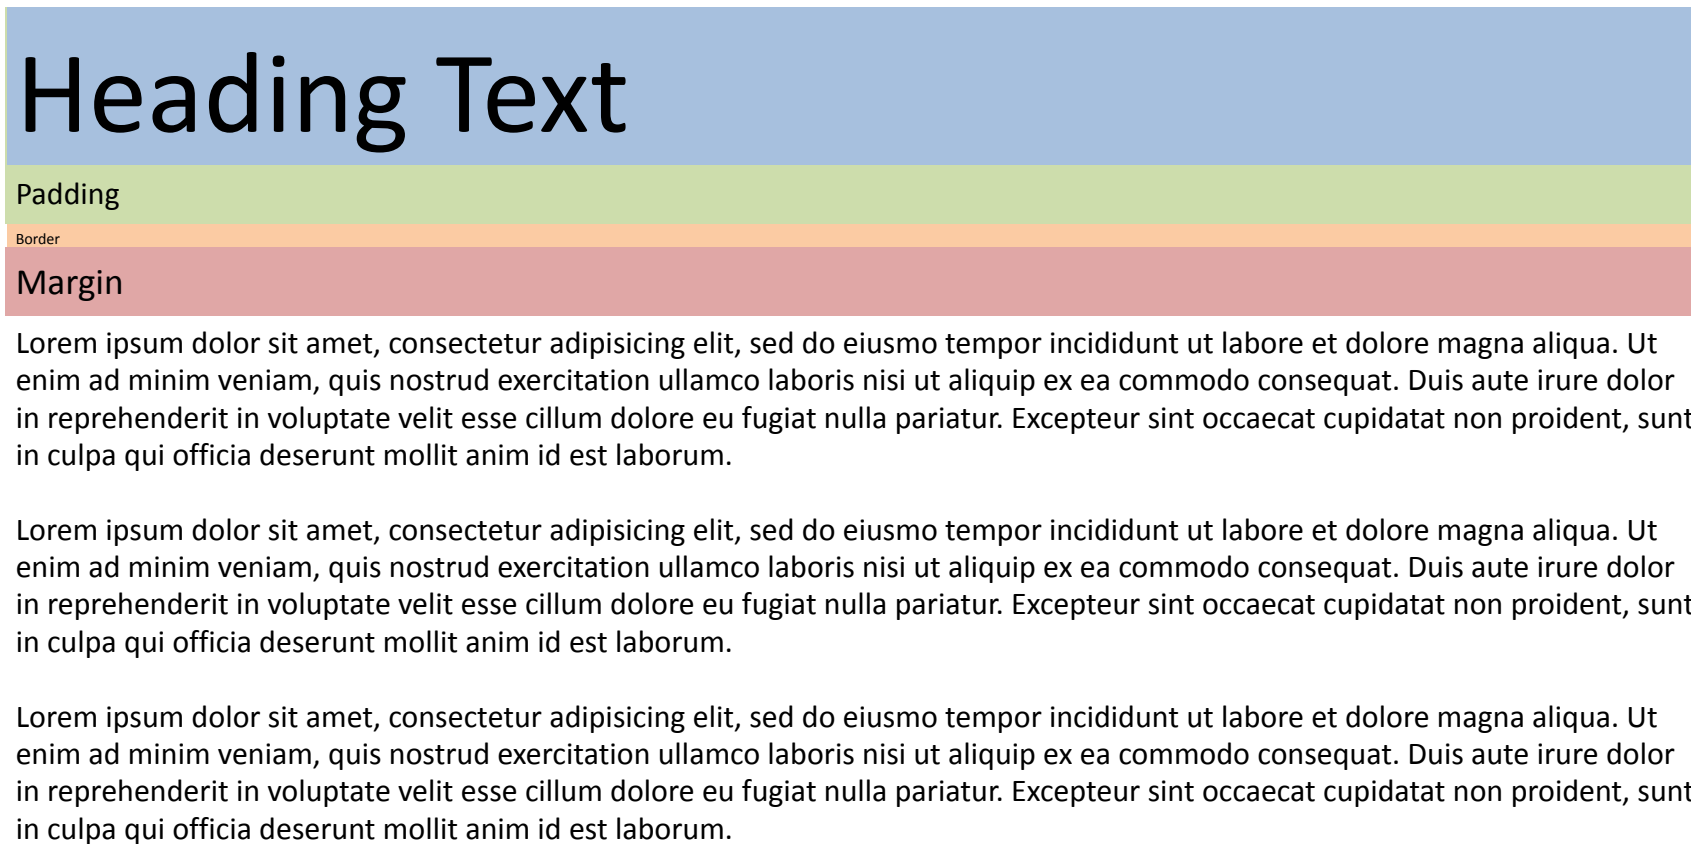 Heading Text
Padding
Border
Margin
Lorem ipsum dolor sit amet, consectetur adipisicing elit, sed do eiusmo tempor incididunt ut labore et dolore magna aliqua. Ut
enim ad minim veniam, quis nostrud exercitation ullamco laboris nisi ut aliquip ex ea commodo consequat. Duis aute irure dolor
in reprehenderit in voluptate velit esse cillum dolore eu fugiat nulla pariatur. Excepteur sint occaecat cupidatat non proident, sunt
in culpa qui officia deserunt mollit anim id est laborum.
Lorem ipsum dolor sit amet, consectetur adipisicing elit, sed do eiusmo tempor incididunt ut labore et dolore magna aliqua. Ut
enim ad minim veniam, quis nostrud exercitation ullamco laboris nisi ut aliquip ex ea commodo consequat. Duis aute irure dolor
in reprehenderit in voluptate velit esse cillum dolore eu fugiat nulla pariatur. Excepteur sint occaecat cupidatat non proident, sunt
in culpa qui officia deserunt mollit anim id est laborum.
Lorem ipsum dolor sit amet, consectetur adipisicing elit, sed do eiusmo tempor incididunt ut labore et dolore magna aliqua. Ut
enim ad minim veniam, quis nostrud exercitation ullamco laboris nisi ut aliquip ex ea commodo consequat. Duis aute irure dolor
in reprehenderit in voluptate velit esse cillum dolore eu fugiat nulla pariatur. Excepteur sint occaecat cupidatat non proident, sunt
in culpa qui officia deserunt mollit anim id est laborum.